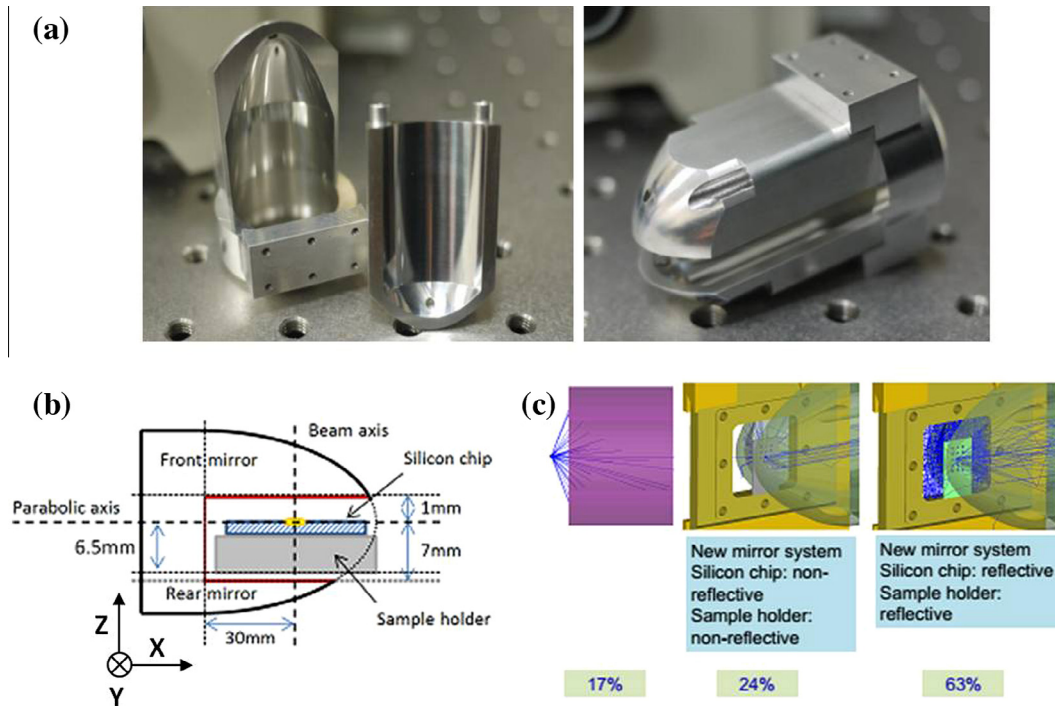 (a)
(b)
Beam axis
Front mirror
Silicon chip
Parabolic axis
1mm
6.5mm
7mm
Rear mirror
Sample holder
30mm
Z
X
Y
(c)
New mirror system
Silicon chip: non-
reflective
Sample holder:
non-reflective
New mirror system
Silicon chip: reflective
Sample holder:
reflective
17%
24%
63%